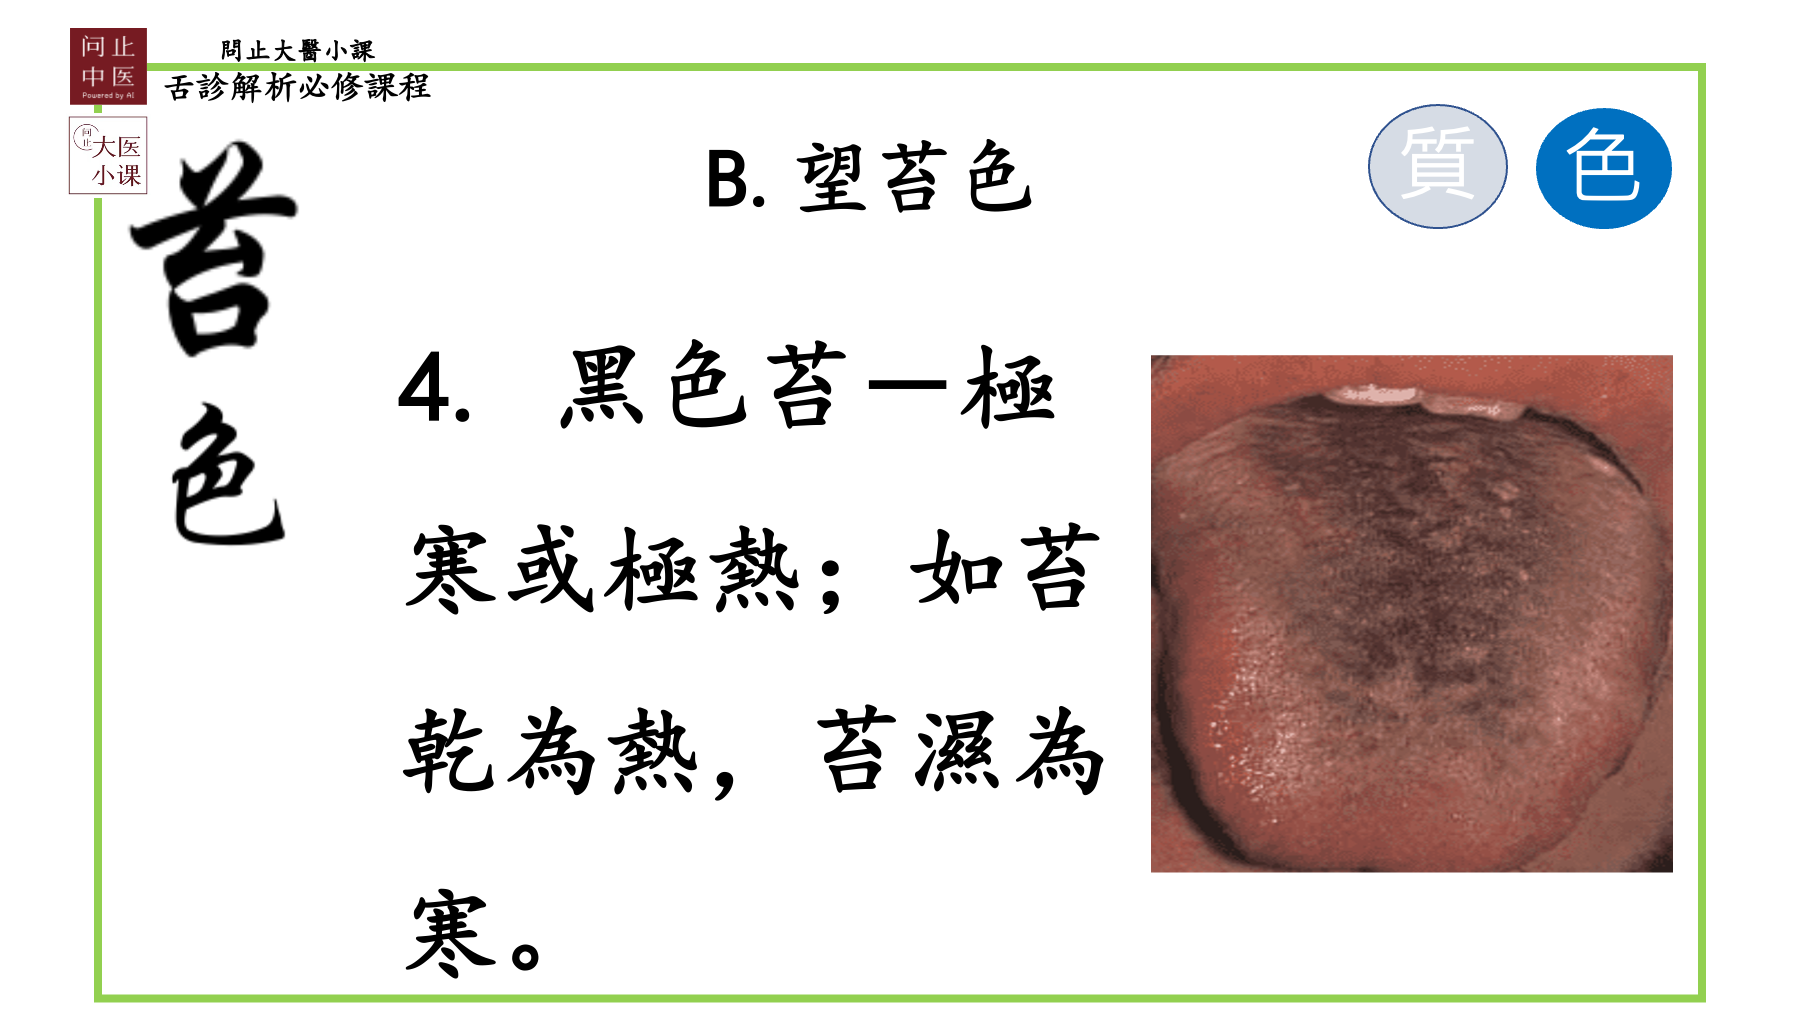 问止
中医
Powered by AI
問止大醫小課
舌診解析必修課程
问止
大医
小课
苔色
B. 望苔色
質
色
4. 黑色苔—極
寒或極熱；如苔
乾為熱，苔濕為
寒。